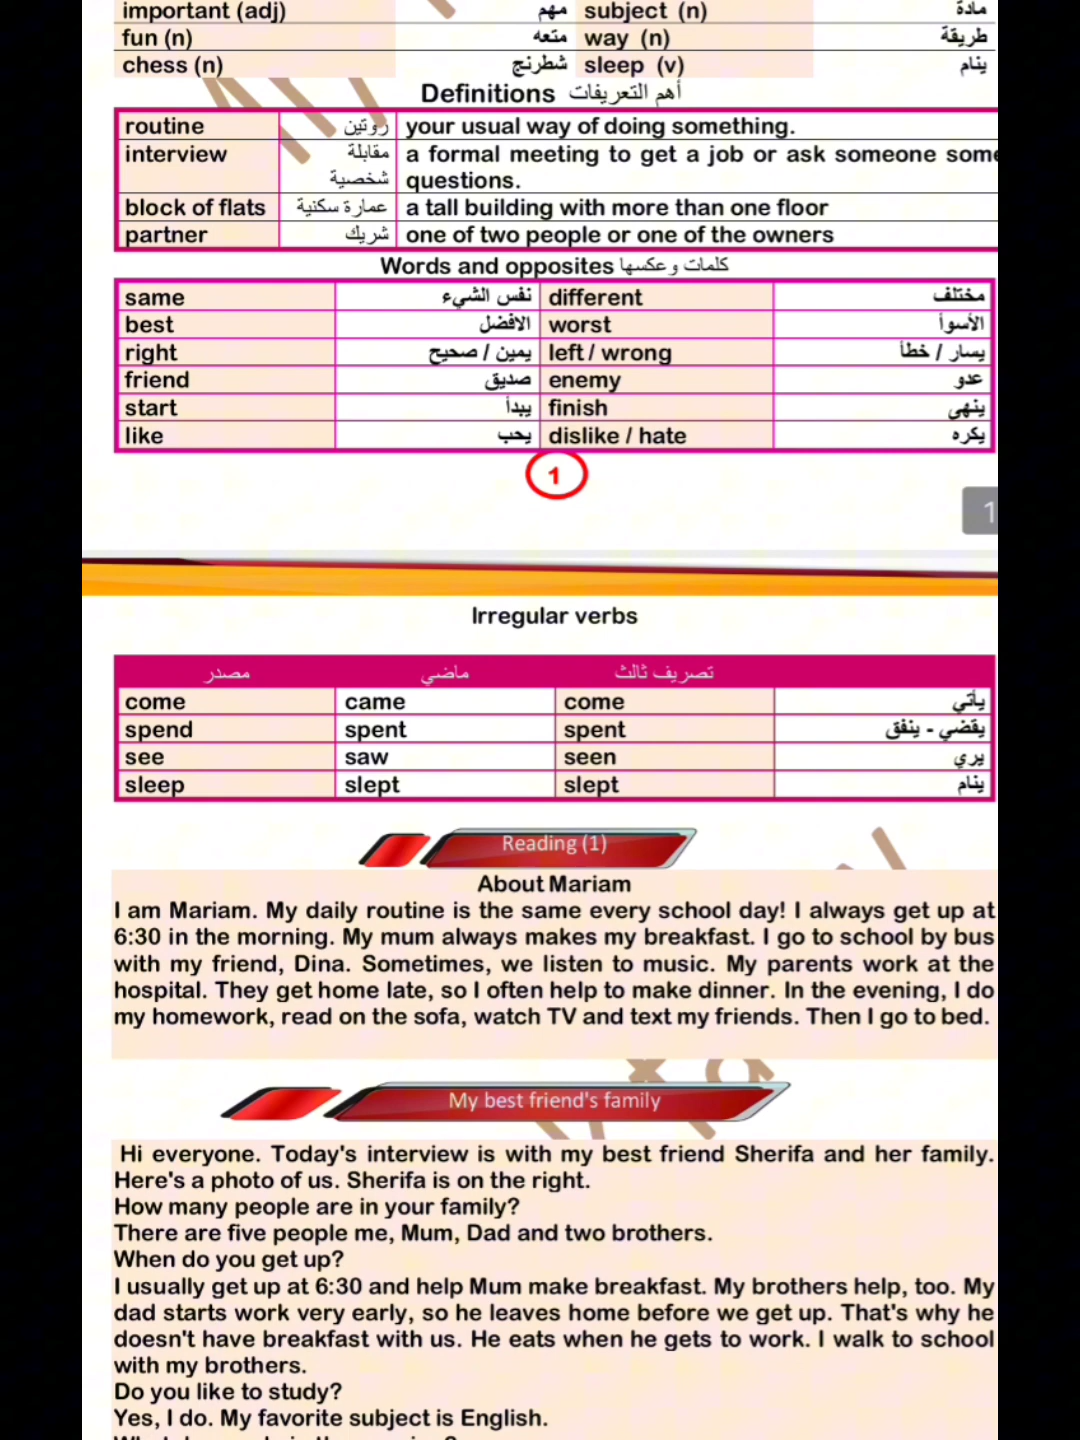 important (adj) مهم subject (n) مادة
fun (n) متعه way (n) طريقة
chess (n) شطرنج sleep (v) ينام
Definitions أهم التعريفات
routine روتين your usual way of doing something.
interview مقابلة شخصية a formal meeting to get a job or ask someone some
questions.
block of flats عمارة سكنية a tall building with more than one floor
partner شريك one of two people or one of the owners
Words and opposites كلمات وعكسها
same نفس الشيء different مختلف
best الافضل worst الأسوأ
right يمين / صحيح left / wrong يسار / خطأ
friend صديق enemy عدو
start يبدأ finish ينهي
like يحب dislike / hate يكره
1
1
Irregular verbs
مصدر ماضي تصريف ثالث
come came come يأتي
spend spent spent يقضي - ينفق
see saw seen يري
sleep slept slept ينام
Reading (1)
About Mariam
I am Mariam. My daily routine is the same every school day! I always get up at
6:30 in the morning. My mum always makes my breakfast. I go to school by bus
with my friend, Dina. Sometimes, we listen to music. My parents work at the
hospital. They get home late, so I often help to make dinner. In the evening, I do
my homework, read on the sofa, watch TV and text my friends. Then I go to bed.
My best friend's family
Hi everyone. Today's interview is with my best friend Sherifa and her family.
Here's a photo of us. Sherifa is on the right.
How many people are in your family?
There are five people me, Mum, Dad and two brothers.
When do you get up?
I usually get up at 6:30 and help Mum make breakfast. My brothers help, too. My
dad starts work very early, so he leaves home before we get up. That's why he
doesn't have breakfast with us. He eats when he gets to work. I walk to school
with my brothers.
Do you like to study?
Yes, I do. My favorite subject is English.